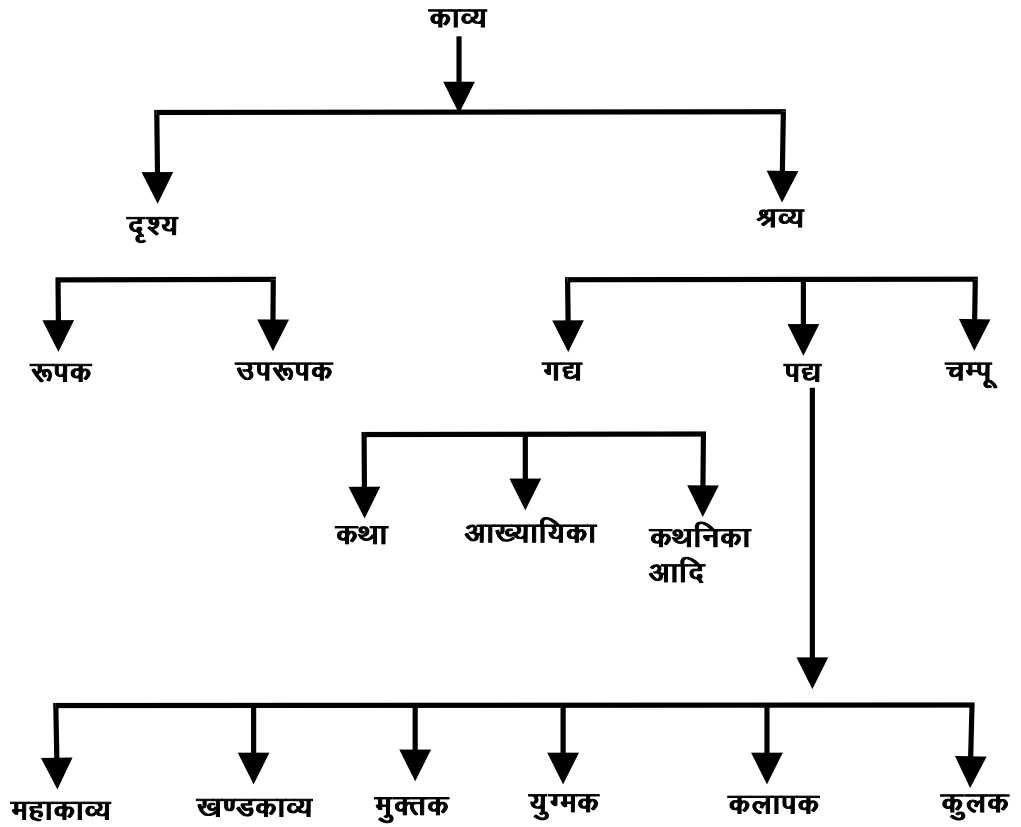 काव्य
दृश्य
श्रव्य
रूपक
उपरूपक
गद्य
पद्य
चम्पू
कथा
आख्यायिका
कथनिका
आदि
महाकाव्य
खण्डकाव्य
मुक्तक
युग्मक
कलापक
कुलक